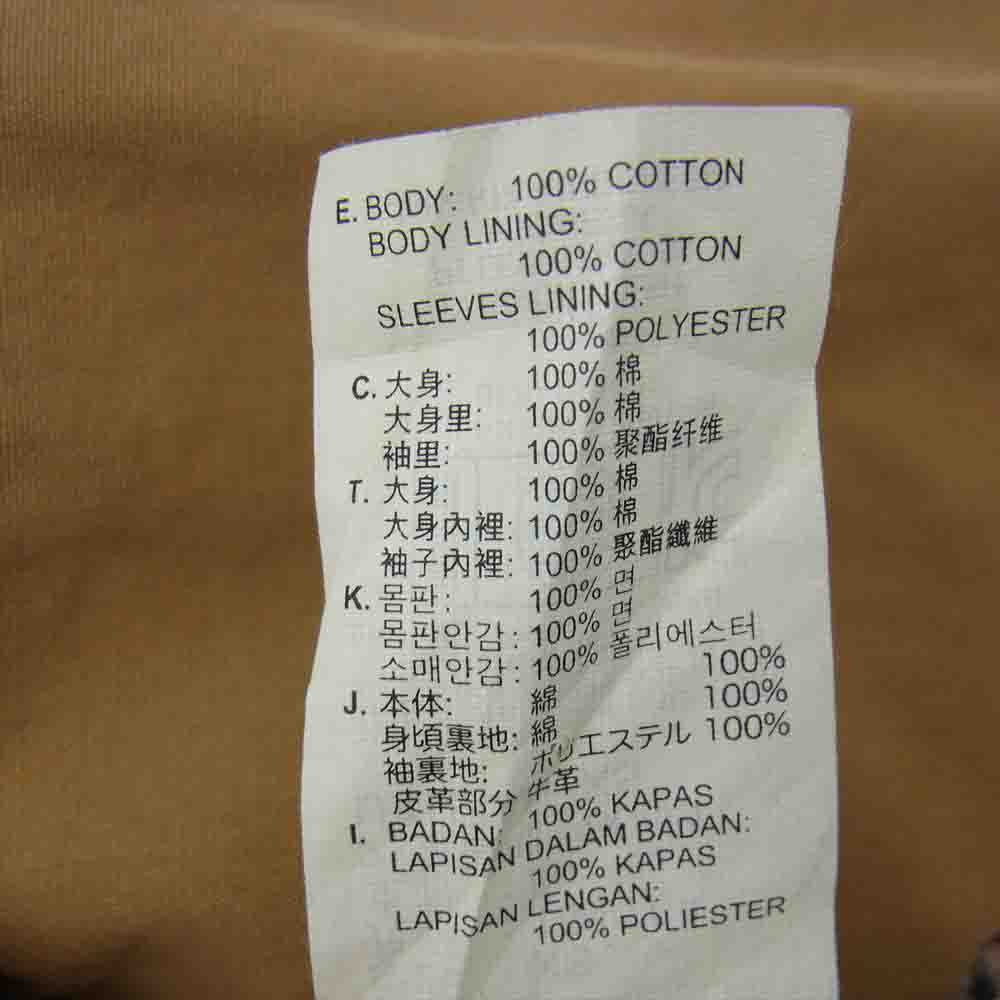 E. BODY: 100% COTTON
BODY LINING:
100% COTTON
SLEEVES LINING:
100% POLYESTER
C. 大身: 100% 棉
大身里: 100% 棉
袖里: 100% 聚酯纤维
T. 大身: 100% 棉
大身內裡: 100% 棉
袖子內裡: 100% 聚酯纖維
K. 몸판: 100% 면
몸판안감: 100% 면
소매안감: 100% 폴리에스터
J. 本体: 綿 100%
身頃裏地: 綿 100%
袖裏地: ポリエステル 100%
皮革部分 牛革
I. BADAN: 100% KAPAS
LAPISAN DALAM BADAN:
100% KAPAS
LAPISAN LENGAN:
100% POLIESTER